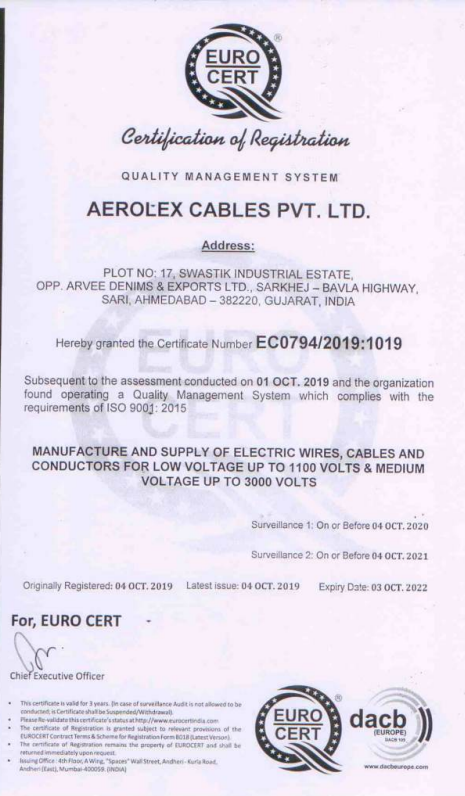 EURO
CERT
®
Certification of Registration
QUALITY MANAGEMENT SYSTEM
AEROLEX CABLES PVT. LTD.
Address:
PLOT NO: 17, SWASTIK INDUSTRIAL ESTATE,
OPP. ARVEE DENIMS & EXPORTS LTD., SARKHEJ – BAVLA HIGHWAY,
SARI, AHMEDABAD – 382220, GUJARAT, INDIA
Hereby granted the Certificate Number EC0794/2019:1019
Subsequent to the assessment conducted on 01 OCT. 2019 and the organization
found operating a Quality Management System which complies with the
requirements of ISO 9001: 2015
MANUFACTURE AND SUPPLY OF ELECTRIC WIRES, CABLES AND
CONDUCTORS FOR LOW VOLTAGE UP TO 1100 VOLTS & MEDIUM
VOLTAGE UP TO 3000 VOLTS
Surveillance 1: On or Before 04 OCT. 2020
Surveillance 2: On or Before 04 OCT. 2021
Originally Registered: 04 OCT. 2019 Latest issue: 04 OCT. 2019 Expiry Date: 03 OCT. 2022
For, EURO CERT
Chief Executive Officer
• This certificate is valid for 3 years. (In case of surveillance Audit is not allowed to be
conducted; is Certificate shall be Suspended/Withdrawal).
• Please Re-validate this certificate's status at http://www.eurocertindia.com
• The certificate of Registration is granted subject to relevant provisions of the
EUROCERT Contract Terms & Scheme for Registration Form 8038 (Latest Version).
• The certificate of Registration remains the property of EUROCERT and shall be
returned immediately upon request.
• Issuing Office : 4th Floor, A Wing, "Spaces" Wall Street, Andheri - Kurla Road,
Andheri (East), Mumbai-400059. (INDIA)
EURO
CERT
®
dacb
(EUROPE)
www.dacbeurope.com